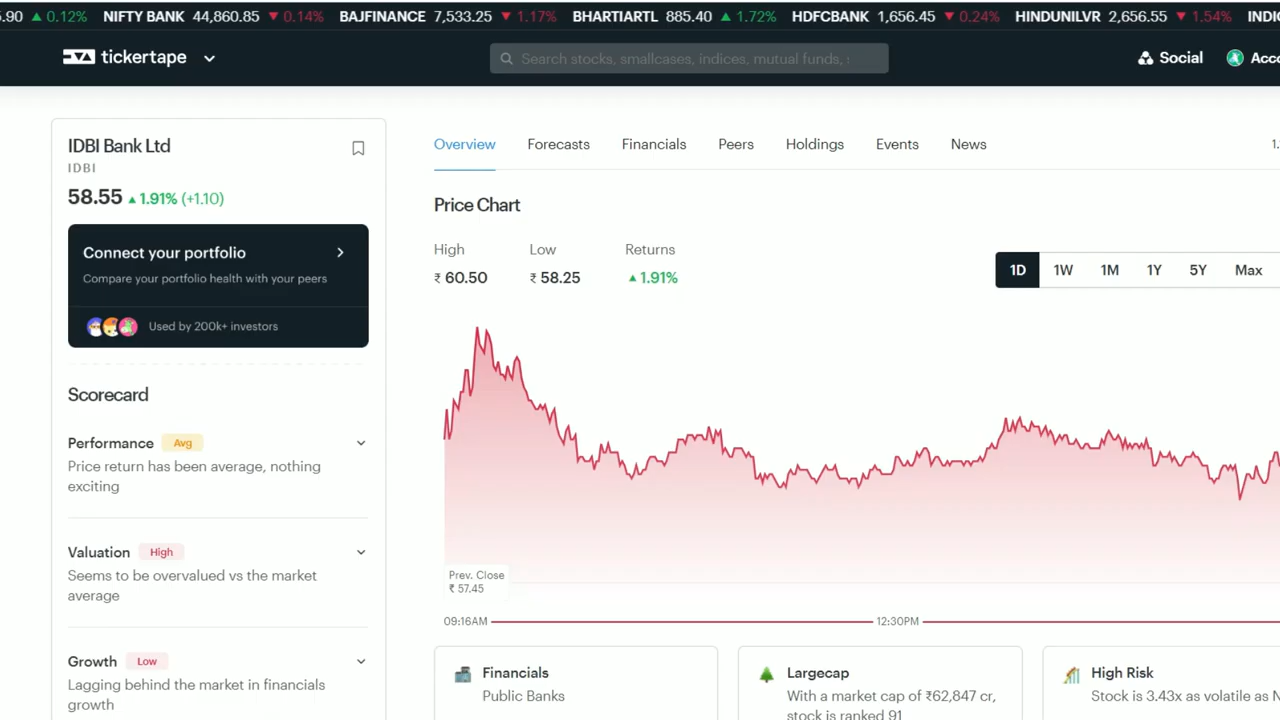 5.90 ▲ 0.12% NIFTY BANK 44,860.85 ▼ 0.14% BAJFINANCE 7,533.25 ▼ 1.17% BHARTIARTL 885.40 ▲ 1.72% HDFCBANK 1,656.45 ▼ 0.24% HINDUNILVR 2,656.55 ▼ 1.54%
tickertape
Search stocks, smallcases, indices, mutual funds,
Social
IDBI Bank Ltd
IDBI
58.55 ▲ 1.91% (+1.10)
Connect your portfolio
Compare your portfolio health with your peers
Used by 200k+ investors
Scorecard
Performance Avg
Price return has been average, nothing
exciting
Valuation High
Seems to be overvalued vs the market
average
Growth Low
Lagging behind the market in financials
growth
Overview Forecasts Financials Peers Holdings Events News
Price Chart
High Low Returns
₹ 60.50 ₹ 58.25 ▲ 1.91%
1D 1W 1M 1Y 5Y Max
Prev. Close
₹ 57.45
09:16AM 12:30PM
Financials
Public Banks
Largecap
With a market cap of ₹62,847 cr,
stock is ranked 91
High Risk
Stock is 3.43x as volatile as